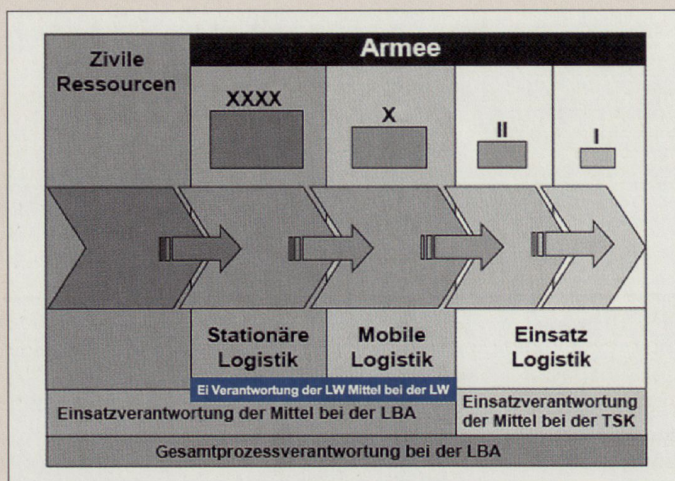 Zivile
Ressourcen
Armee
XXXX
X
II
I
Stationäre
Logistik
Mobile
Logistik
Einsatz
Logistik
Ei Verantwortung der LW Mittel bei der LW
Einsatzverantwortung der Mittel bei der LBA
Einsatzverantwortung
der Mittel bei der TSK
Gesamtprozessverantwortung bei der LBA